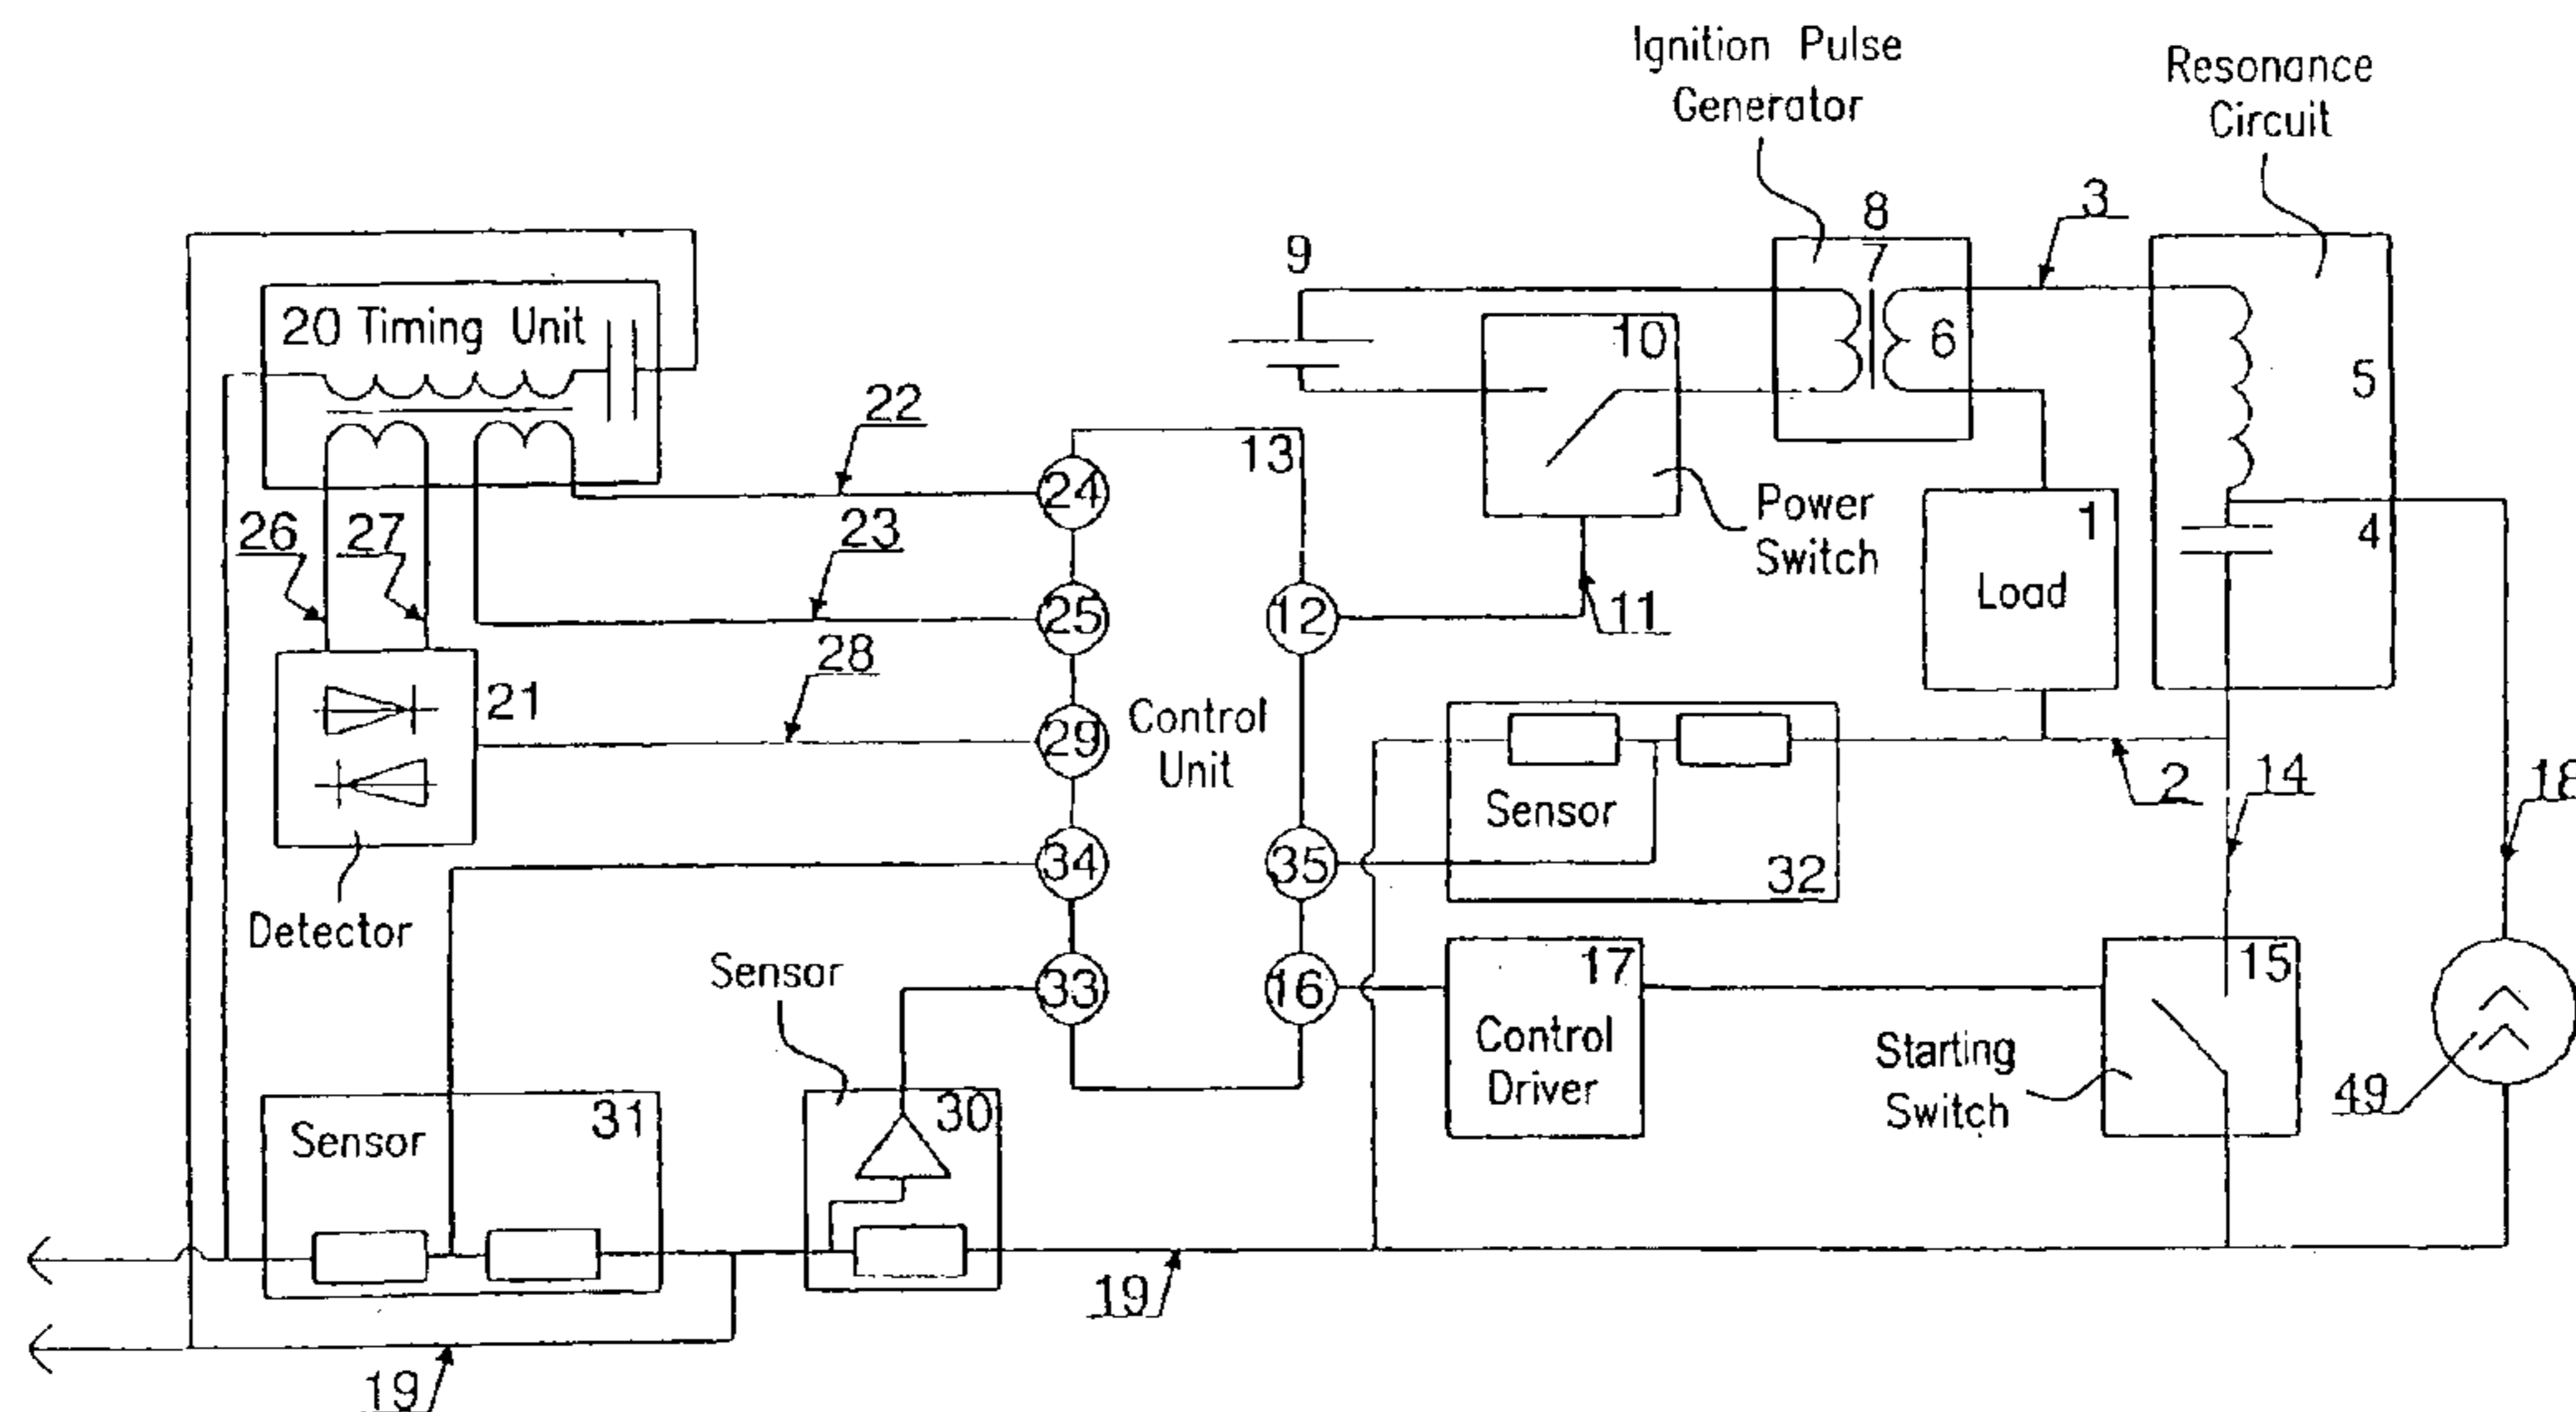 Ignition Pulse
Generator
Resonance
Circuit
3
8
7
9
20 Timing Unit
10
6
5
22
13
24
Power
Switch
1
4
26
27
23
25
12
11
Load
28
21
29
Control
Unit
Sensor
2
14
18
34
35
32
Detector
Sensor
33
16
17
15
Control
Driver
Starting
Switch
49
31
Sensor
30
19
19